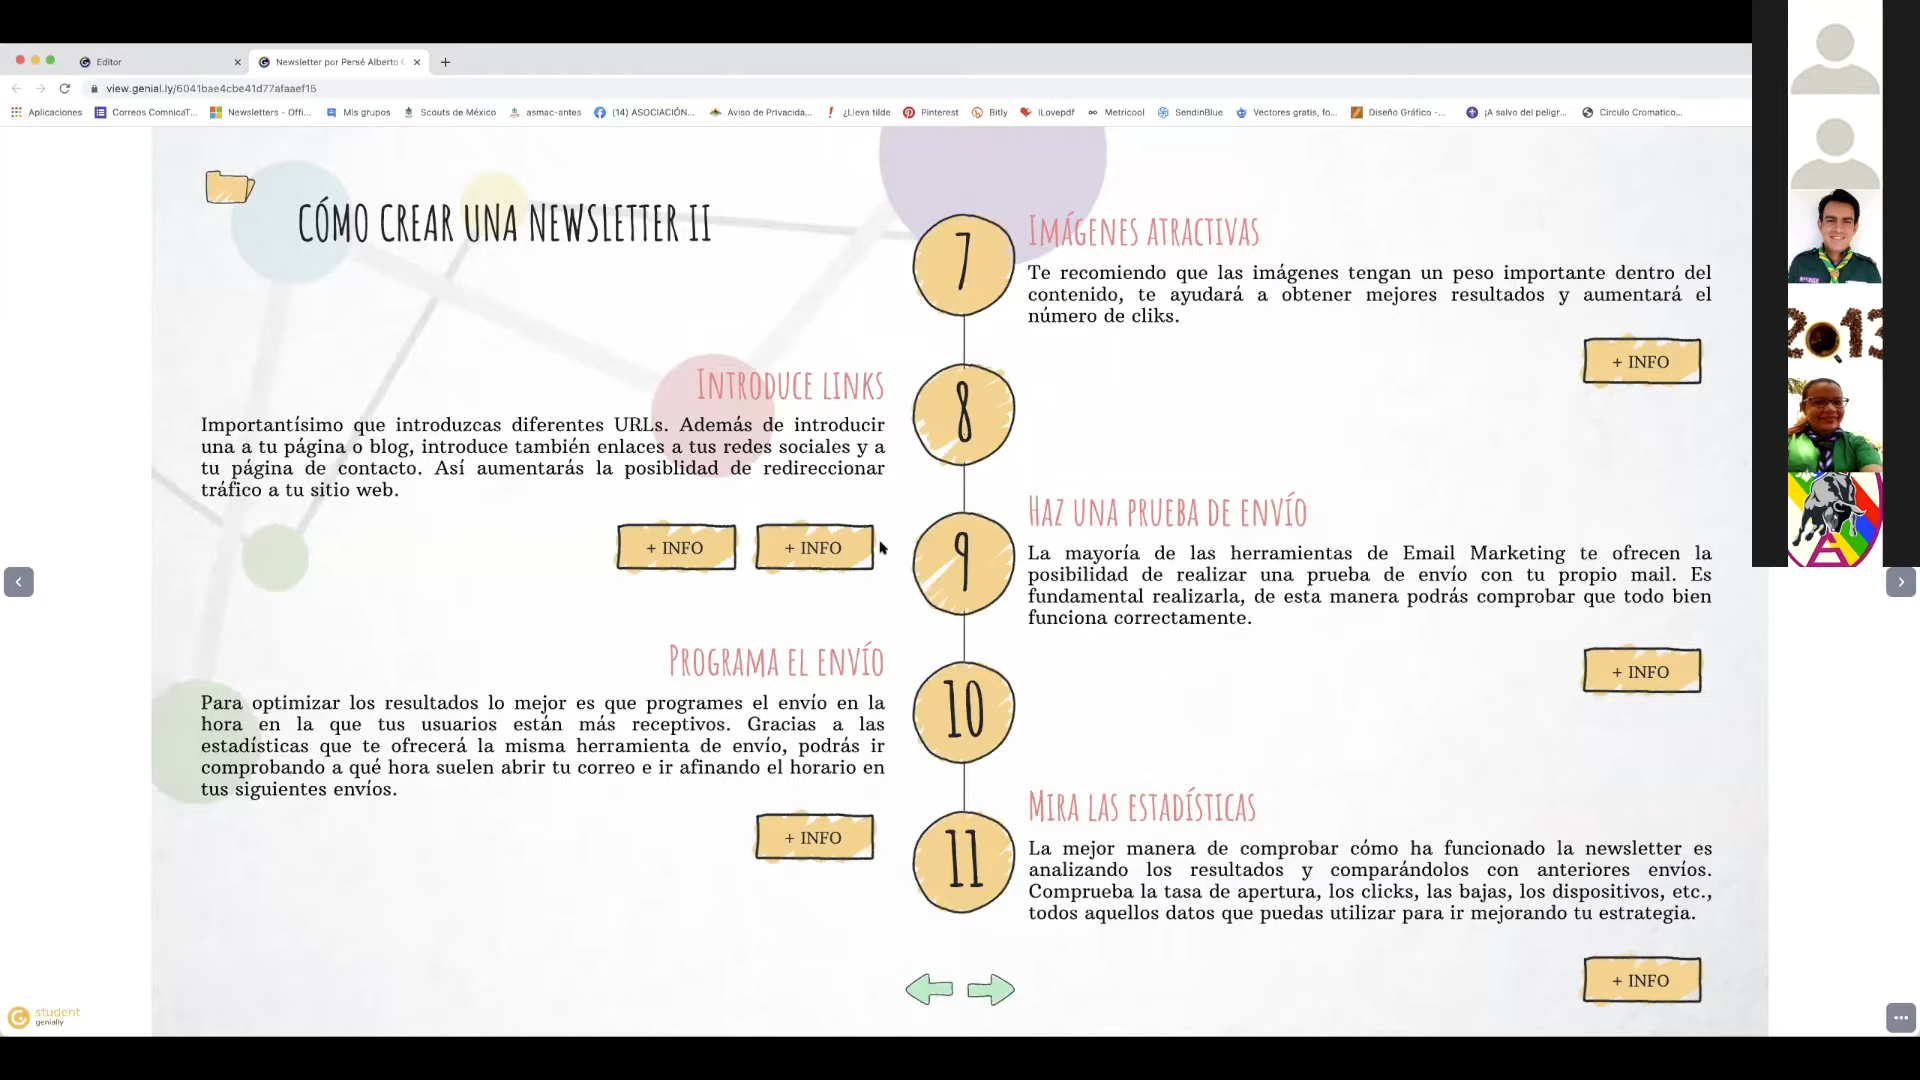 Editor
Newsletter por Persé Alberto
view.genial.ly/6041bae4cbe41d77afaaef15
Aplicaciones
Correos ComnicaT...
Newsletters - Offi...
Mis grupos
Scouts de México
asmac-antes
(14) ASOCIACIÓN...
Aviso de Privacida...
¿Lleva tilde
Pinterest
Bitly
ILovepdf
Metricool
SendinBlue
Vectores gratis, fo...
Diseño Gráfico -...
¡A salvo del peligr...
Circulo Cromatico...
CÓMO CREAR UNA NEWSLETTER II
7
IMÁGENES ATRACTIVAS
Te recomiendo que las imágenes tengan un peso importante dentro del
contenido, te ayudará a obtener mejores resultados y aumentará el
número de cliks.
+ INFO
8
INTRODUCE LINKS
Importantísimo que introduzcas diferentes URLs. Además de introducir
una a tu página o blog, introduce también enlaces a tus redes sociales y a
tu página de contacto. Así aumentarás la posiblidad de redireccionar
tráfico a tu sitio web.
+ INFO
+ INFO
9
HAZ UNA PRUEBA DE ENVÍO
La mayoría de las herramientas de Email Marketing te ofrecen la
posibilidad de realizar una prueba de envío con tu propio mail. Es
fundamental realizarla, de esta manera podrás comprobar que todo bien
funciona correctamente.
+ INFO
10
PROGRAMA EL ENVÍO
Para optimizar los resultados lo mejor es que programes el envío en la
hora en la que tus usuarios están más receptivos. Gracias a las
estadísticas que te ofrecerá la misma herramienta de envío, podrás ir
comprobando a qué hora suelen abrir tu correo e ir afinando el horario en
tus siguientes envíos.
+ INFO
11
MIRA LAS ESTADÍSTICAS
La mejor manera de comprobar cómo ha funcionado la newsletter es
analizando los resultados y comparándolos con anteriores envíos.
Comprueba la tasa de apertura, los clicks, las bajas, los dispositivos, etc.,
todos aquellos datos que puedas utilizar para ir mejorando tu estrategia.
+ INFO
student
genially
2013